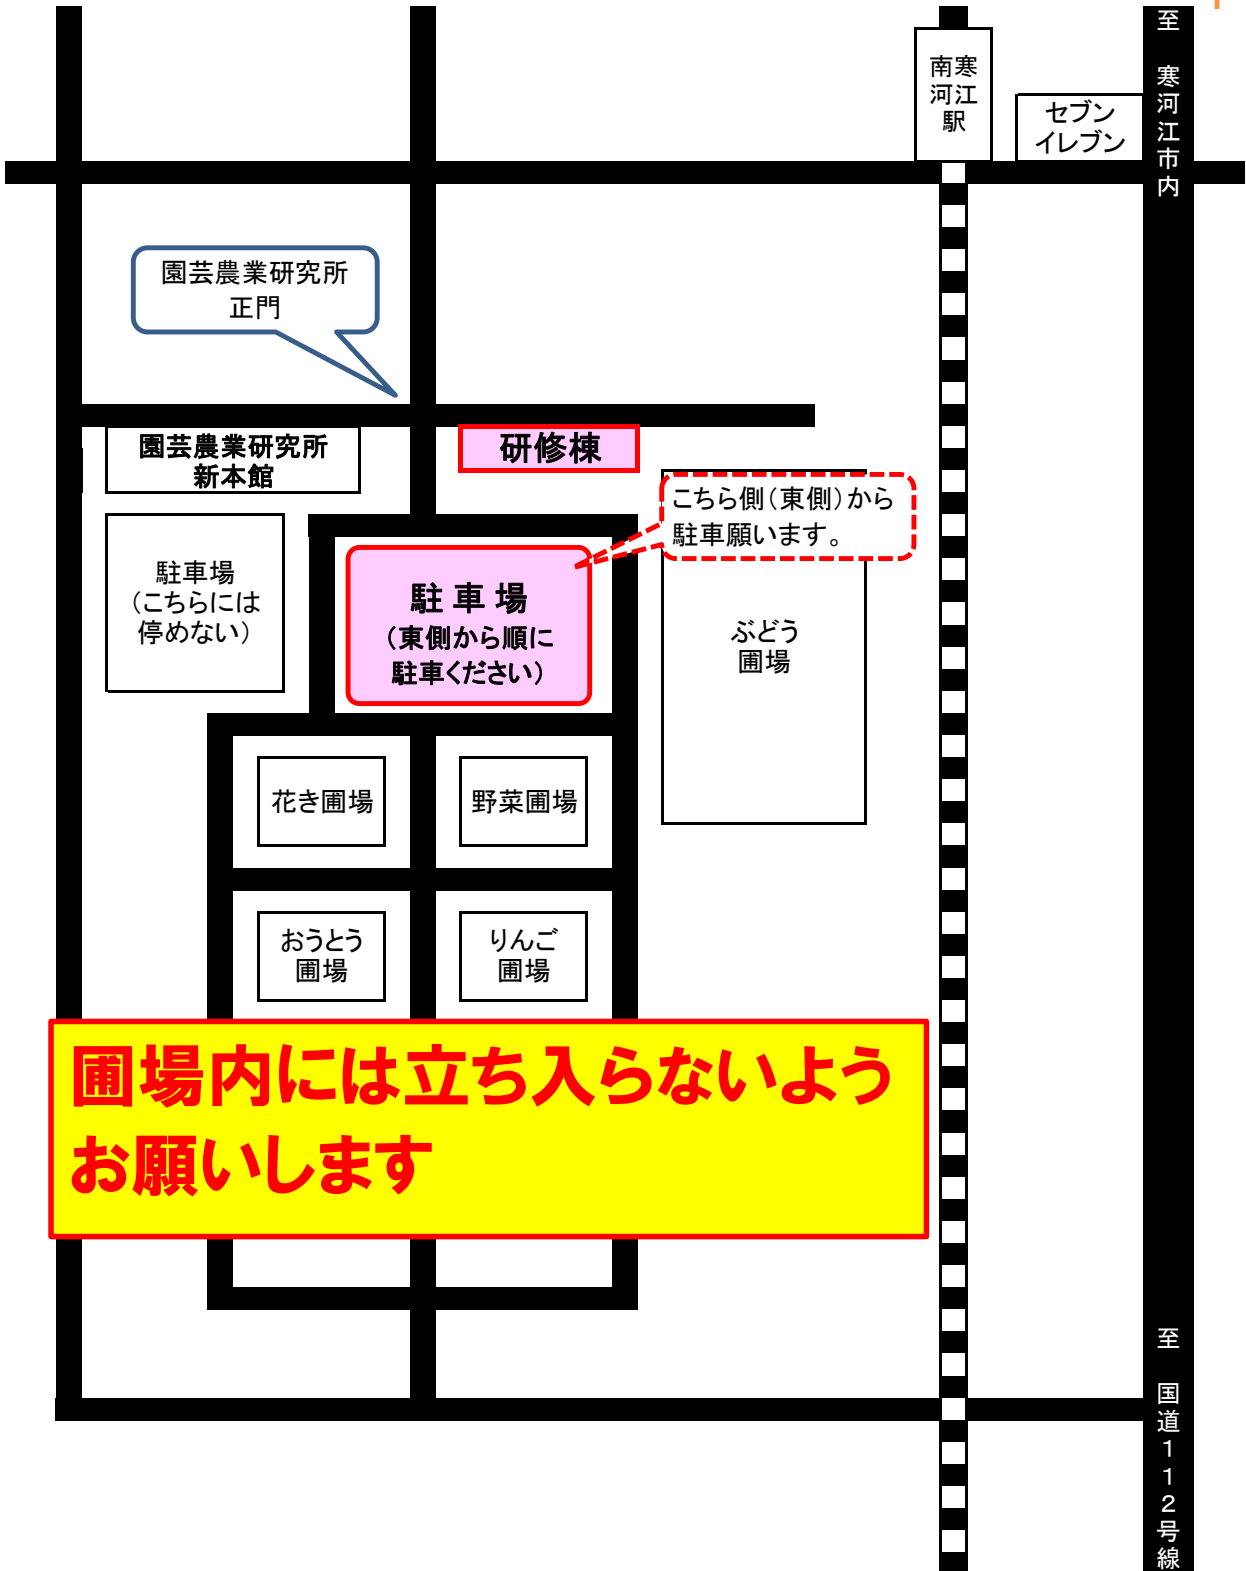 至　寒河江市内
南寒
河江
駅
セブン
イレブン
園芸農業研究所
正門
園芸農業研究所
新本館
研修棟
こちら側（東側）から
駐車願います。
駐車場
（こちらには
停めない）
駐 車 場
（東側から順に
駐車ください）
ぶどう
圃場
花き圃場
野菜圃場
おうとう
圃場
りんご
圃場
圃場内には立ち入らないよう
お願いします
至　国道１１２号線